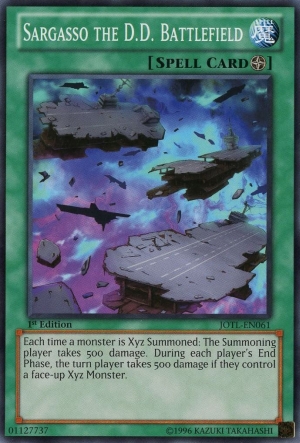 SARGASSO THE D.D. BATTLEFIELD
魔
[SPELL CARD]
1st Edition
JOTL-EN061
Each time a monster is Xyz Summoned: The Summoning
player takes 500 damage. During each player's End
Phase, the turn player takes 500 damage if they control
a face-up Xyz Monster.
01127737
©1996 KAZUKI TAKAHASHI